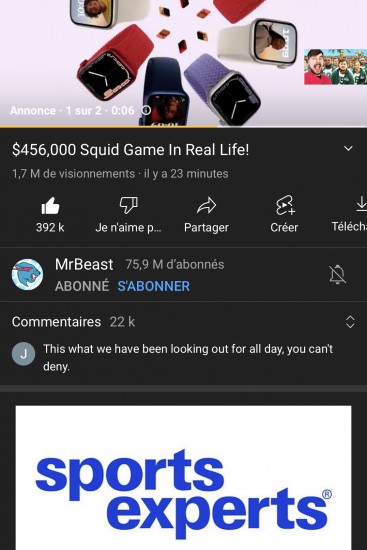 Annonce · 1 sur 2 · 0:06
$456,000 Squid Game In Real Life!
1,7 M de visionnements · il y a 23 minutes
392 k
Je n'aime p...
Partager
Créer
Téléch
MrBeast 75,9 M d'abonnés
ABONNÉ S'ABONNER
Commentaires 22 k
J
This what we have been looking out for all day, you can't
deny.
sports
experts®